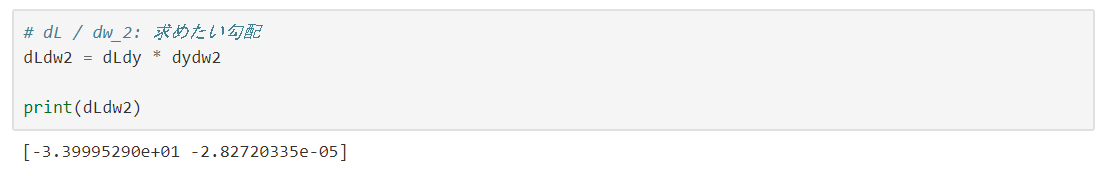 # dL / dw_2: 求めたい勾配
dLdw2 = dLdy * dydw2
print(dLdw2)
[-3.39995290e+01 -2.82720335e-05]